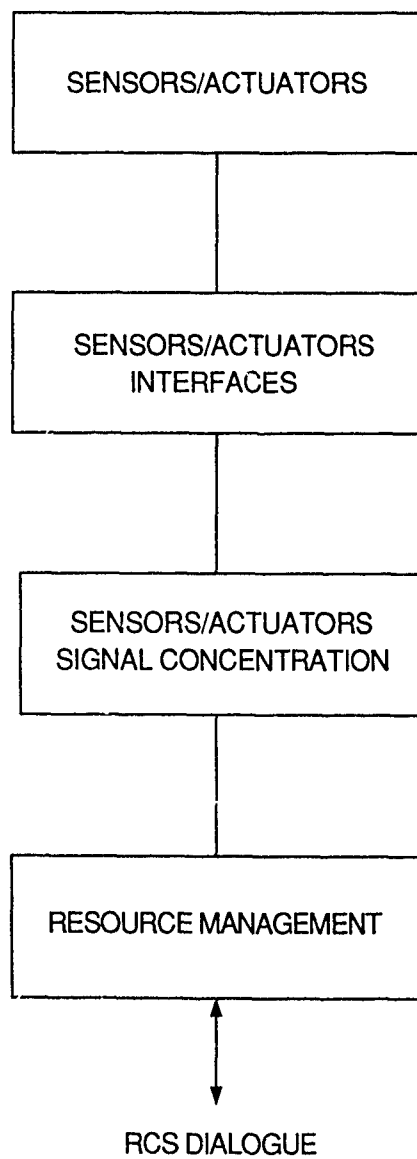 SENSORS/ACTUATORS
SENSORS/ACTUATORS
INTERFACES
SENSORS/ACTUATORS
SIGNAL CONCENTRATION
RESOURCE MANAGEMENT
RCS DIALOGUE